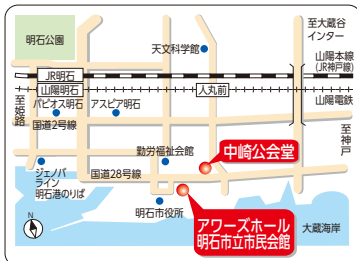 明石公園
天文科学館
至大蔵谷
インター
山陽本線
(JR神戸線)
JR明石
山陽明石
人丸前
山陽電鉄
パピオス明石
アスピア明石
至姫路
国道2号線
至神戸
中崎公会堂
勤労福祉会館
ジェノバ
ライン
明石港のりば
国道28号線
明石市役所
アワーズホール
明石市立市民会館
大蔵海岸
N